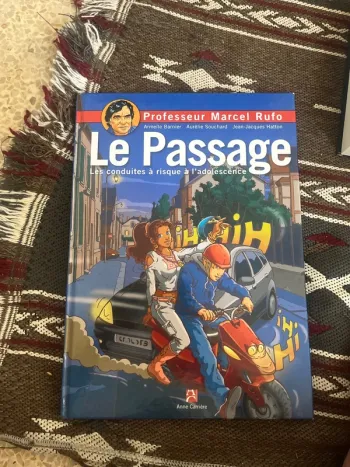 Professeur Marcel Rufo
Armelle Barnier Aurélie Souchard Jean-Jacques Hatton
Le Passage
Les conduites à risque à l'adolescence
HiHiH
Hi
Hi
Anne Carrière